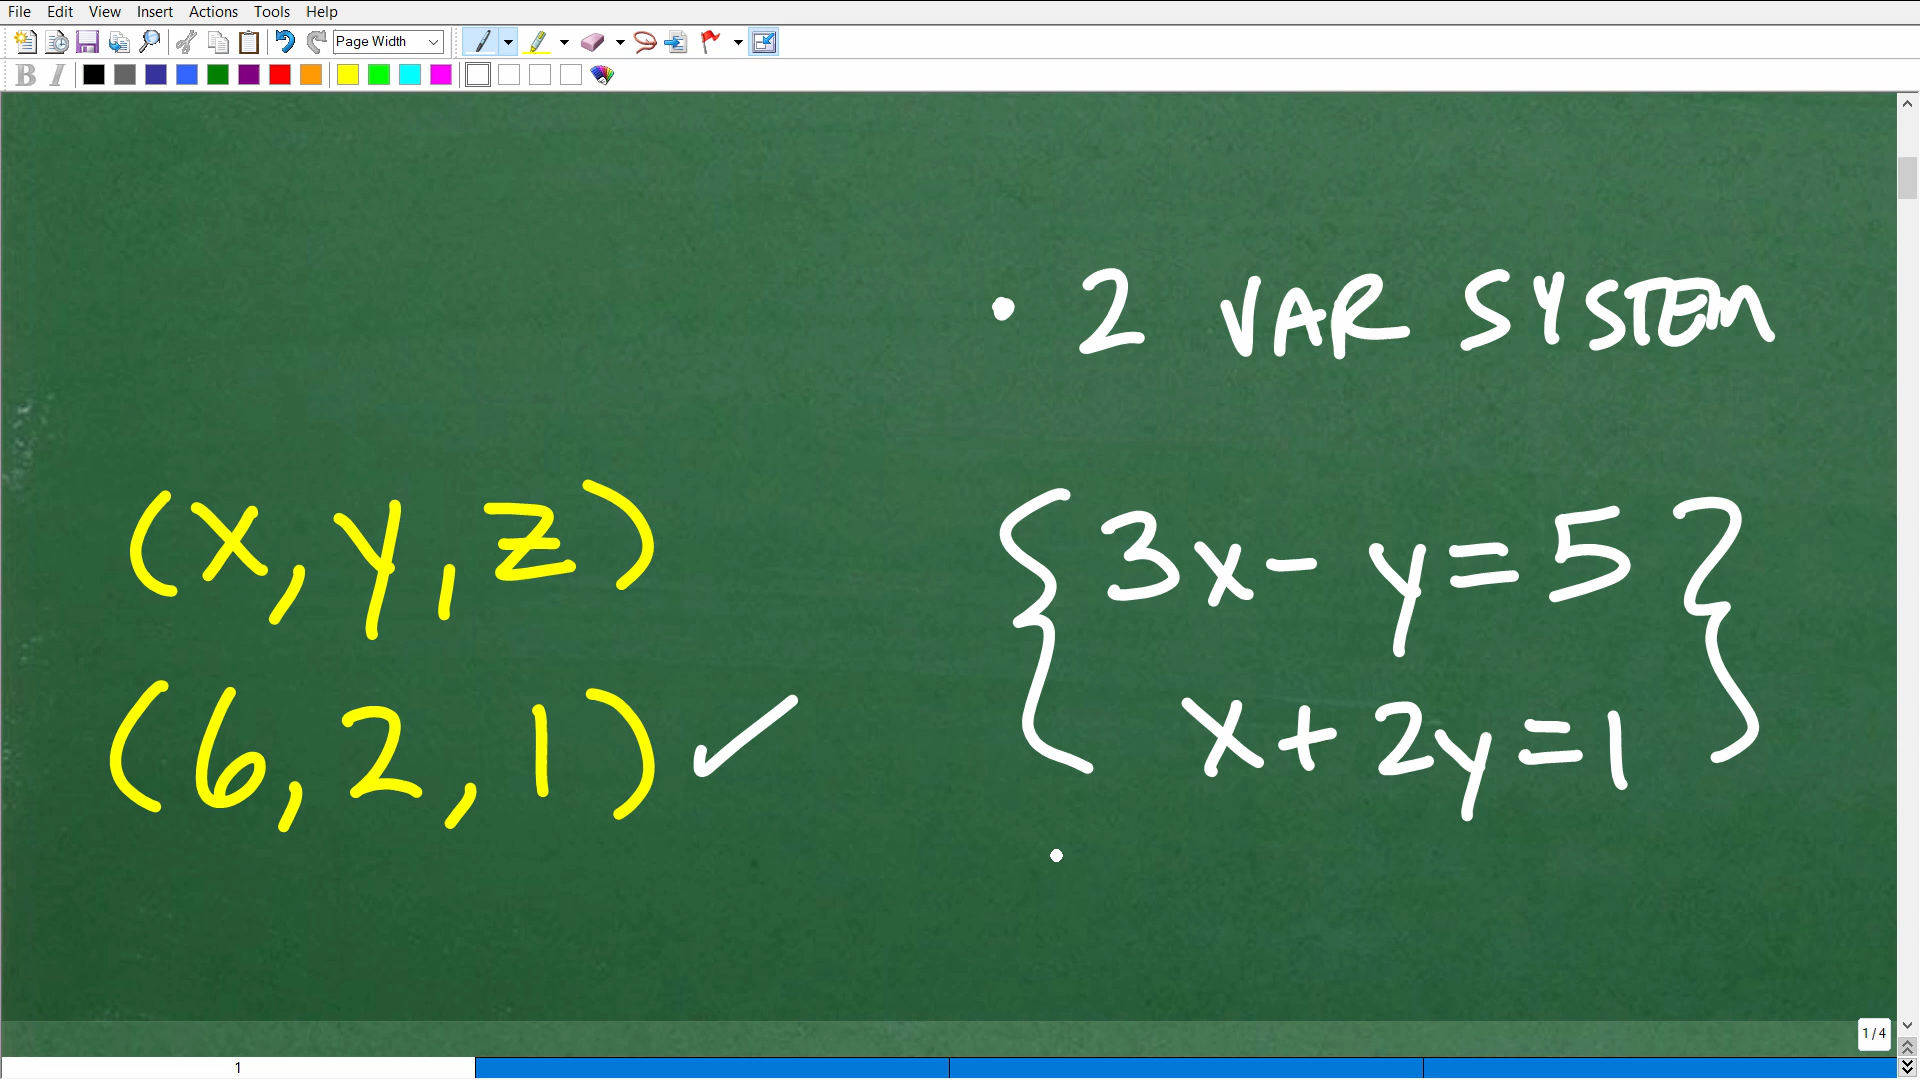 File Edit View Insert Actions Tools Help
Page Width
B I
• 2 VAR SYSTEM
(x, y, z)
{ 3x - y = 5 }
(6, 2, 1) ✓
x + 2y = 1
1 / 4
1